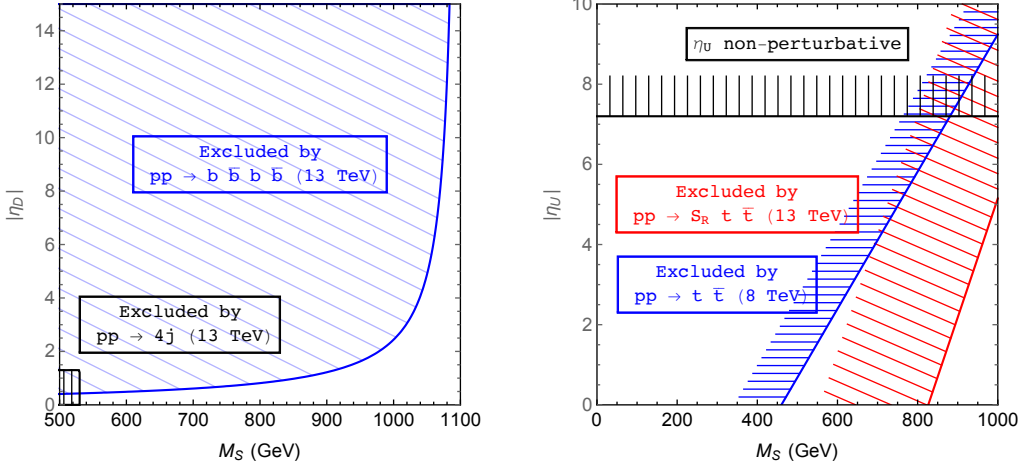 |η_D|
14
12
10
8
6
4
2
0
500 600 700 800 900 1000 1100
M_S (GeV)
Excluded by
pp → b b̅ b b̅ (13 TeV)
Excluded by
pp → 4j (13 TeV)
|η_U|
10
8
6
4
2
0
0 200 400 600 800 1000
M_S (GeV)
η_U non-perturbative
Excluded by
pp → S_R t t̅ (13 TeV)
Excluded by
pp → t t̅ (8 TeV)